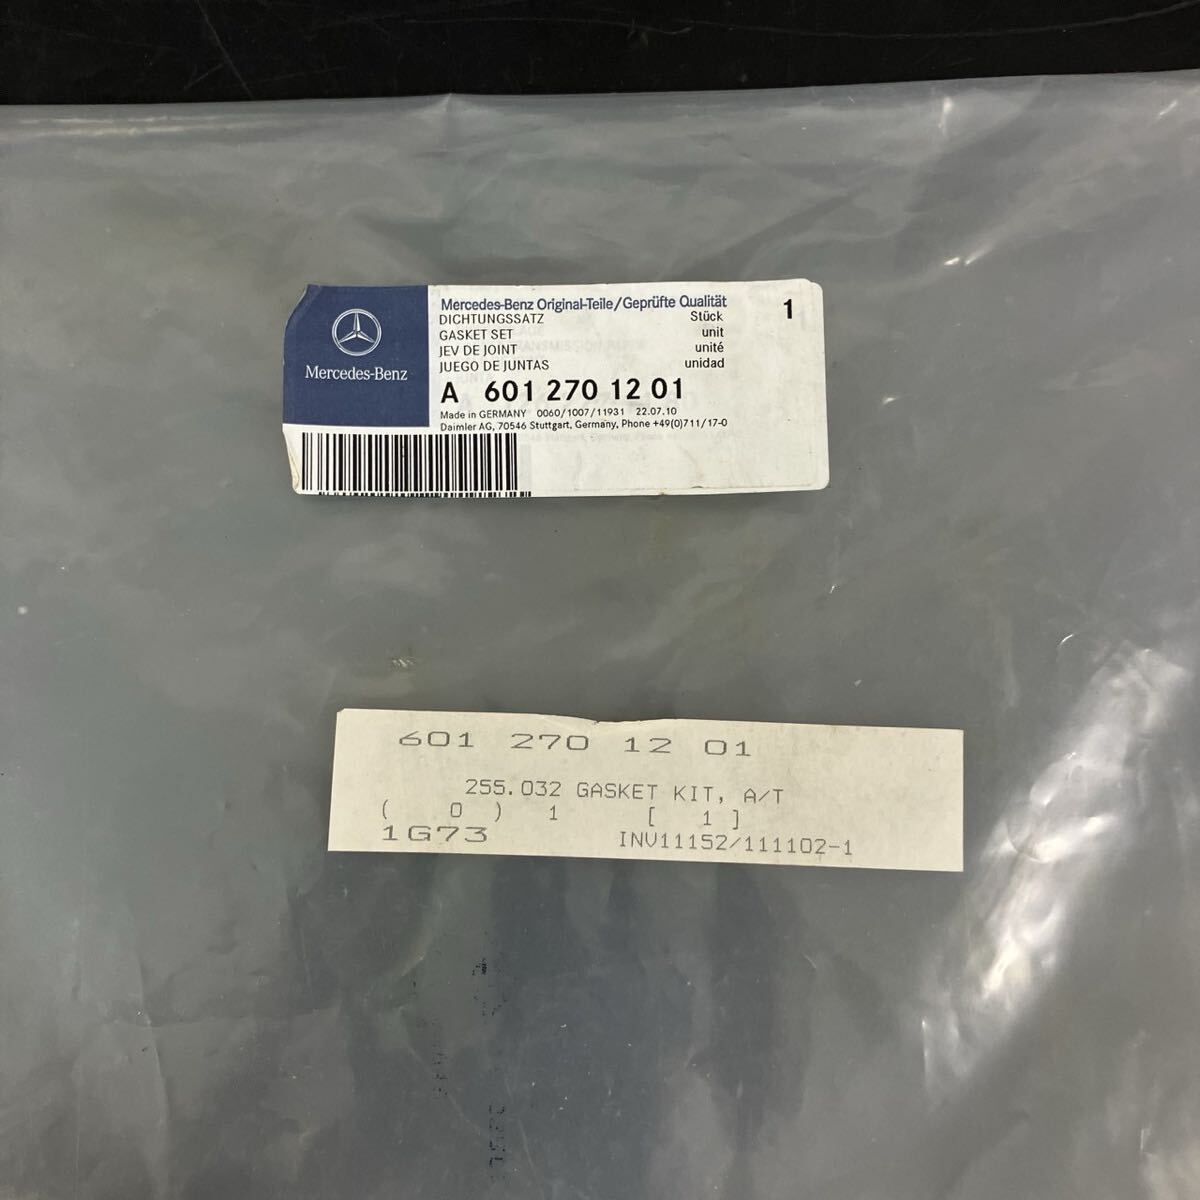 Mercedes-Benz
Mercedes-Benz Original-Teile/Geprüfte Qualität 1
DICHTUNGSSATZ Stück
GASKET SET unit
JEV DE JOINT unité
JUEGO DE JUNTAS unidad
A 601 270 12 01
Made in GERMANY 0060/1007/11931 22.07.10
Daimler AG, 70546 Stuttgart, Germany, Phone +49(0)711/17-0
601 270 12 01
255.032 GASKET KIT, A/T
( 0 ) 1 [ 1 ]
1G73 INV11152/111102-1